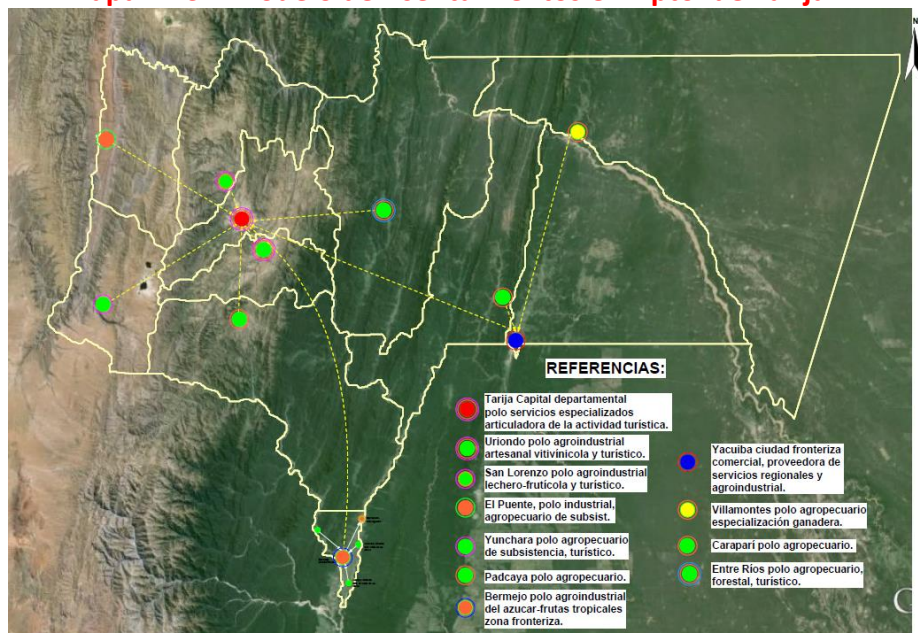 REFERENCIAS:
Tarija Capital departamental
polo servicios especializados
articuladora de la actividad turística.
Uriondo polo agroindustrial
artesanal vitivínicola y turístico.
San Lorenzo polo agroindustrial
lechero-frutícola y turístico.
El Puente, polo industrial,
agropecuario de subsist.
Yunchara polo agropecuario
de subsistencia, turístico.
Padcaya polo agropecuario.
Bermejo polo agroindustrial
del azucar-frutas tropicales
zona fronteriza.
Yacuiba ciudad fronteriza
comercial, proveedora de
servicios regionales y
agroindustrial.
Villamontes polo agropecuario
especialización ganadera.
Caraparí polo agropecuario.
Entre Ríos polo agropecuario,
forestal, turístico.